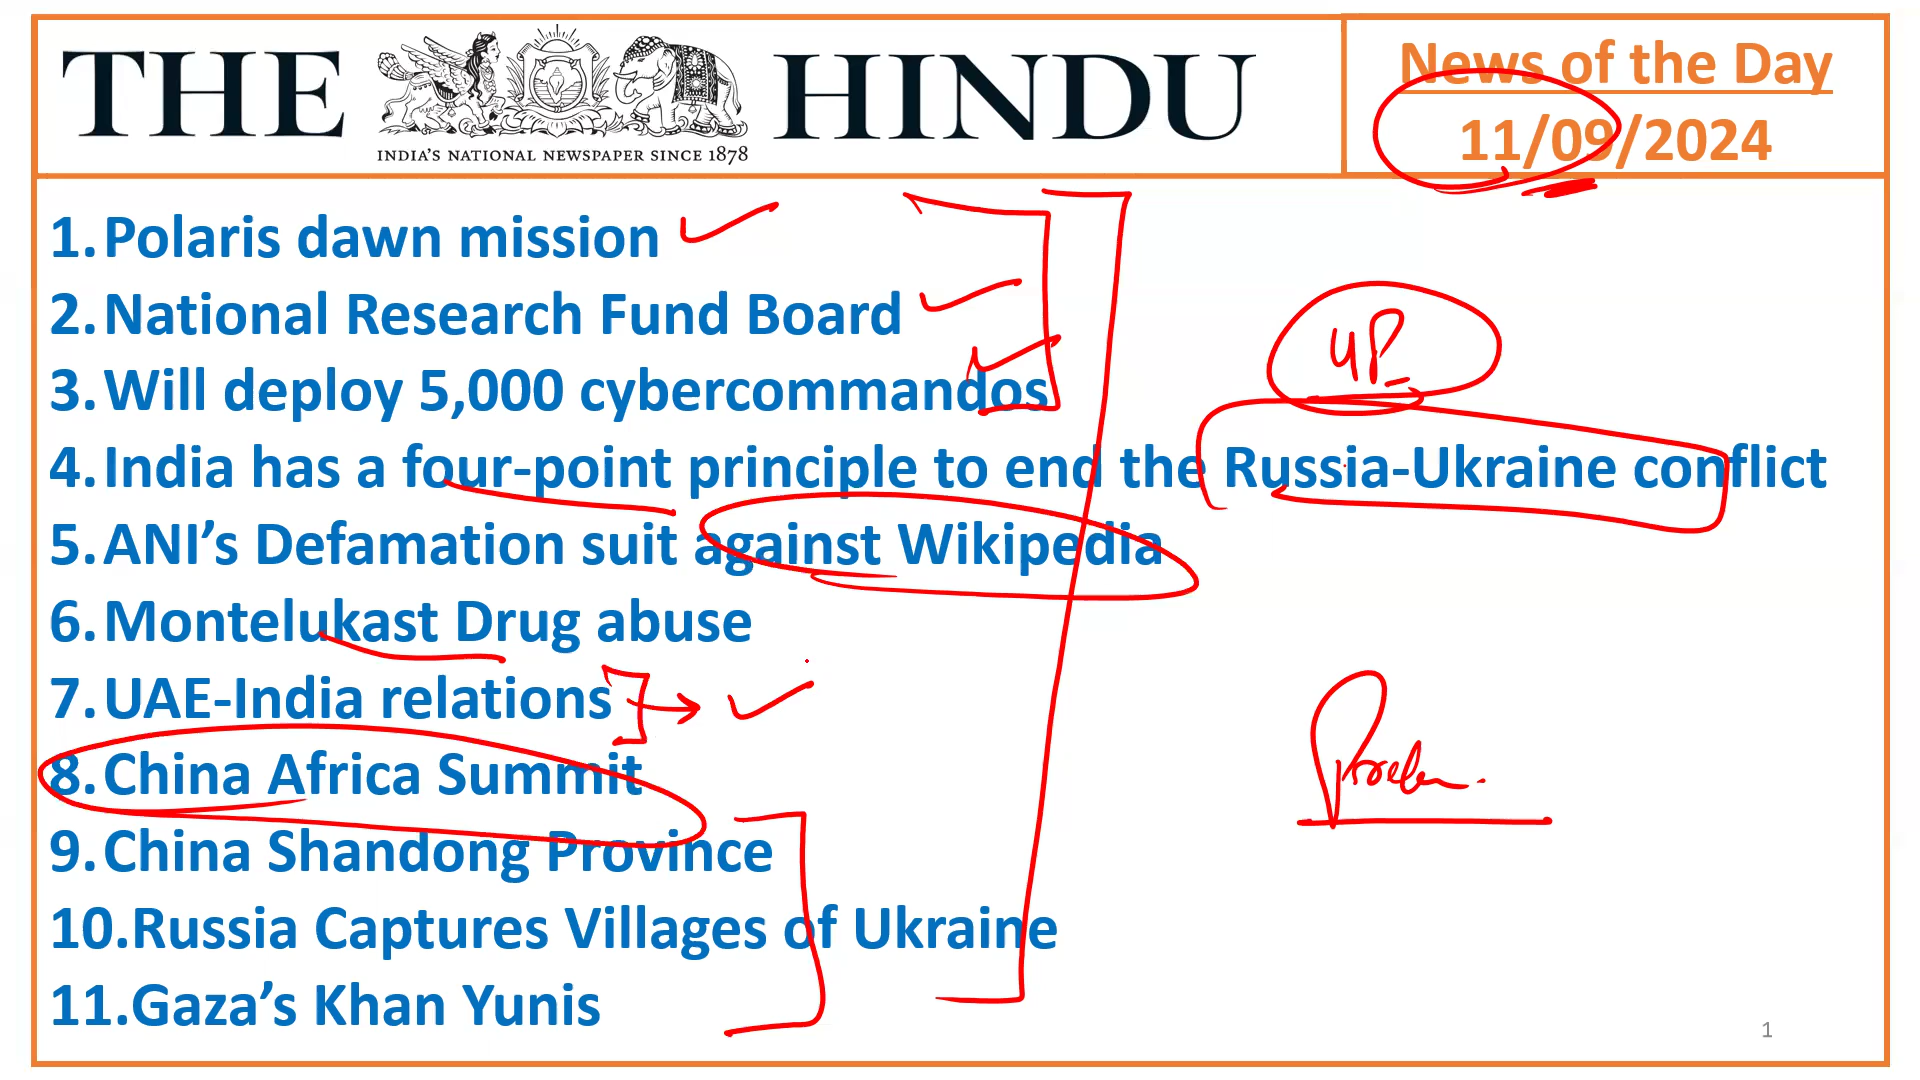 THE HINDU
INDIA'S NATIONAL NEWSPAPER SINCE 1878
News of the Day
11/09/2024
1.Polaris dawn mission
2.National Research Fund Board
3.Will deploy 5,000 cybercommandos
4P
4.India has a four-point principle to end the Russia-Ukraine conflict
5.ANI’s Defamation suit against Wikipedia
6.Montelukast Drug abuse
7.UAE-India relations
8.China Africa Summit
9.China Shandong Province
10.Russia Captures Villages of Ukraine
11.Gaza’s Khan Yunis
1